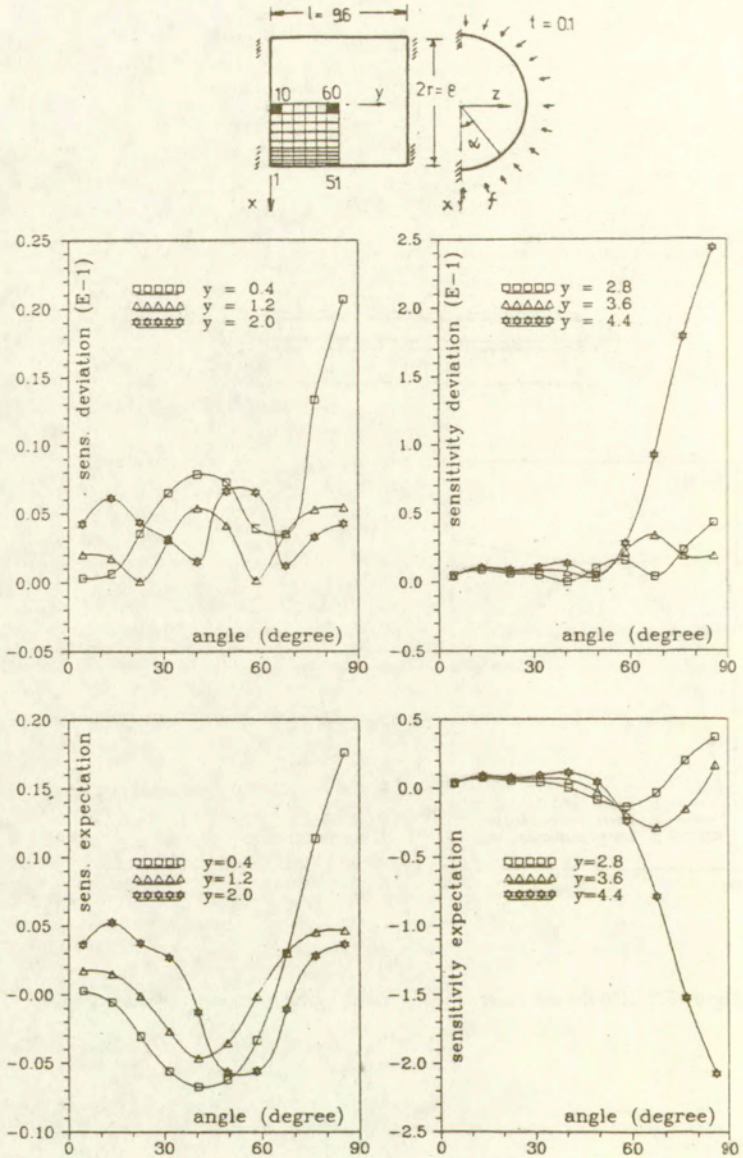 l = 9.6
t = 0.1
10 60 y
2r = 8
z
α
1 51
x
x f
0.25
0.20
0.15
0.10
0.05
0.00
-0.05
sens. deviation (E-1)
y = 0.4
y = 1.2
y = 2.0
angle (degree)
0 30 60 90
2.5
2.0
1.5
1.0
0.5
0.0
-0.5
sensitivity deviation (E-1)
y = 2.8
y = 3.6
y = 4.4
angle (degree)
0 30 60 90
0.20
0.15
0.10
0.05
-0.00
-0.05
-0.10
sens. expectation
y=0.4
y=1.2
y=2.0
angle (degree)
0 30 60 90
0.5
0.0
-0.5
-1.0
-1.5
-2.0
-2.5
sensitivity expectation
y=2.8
y=3.6
y=4.4
angle (degree)
0 30 60 90